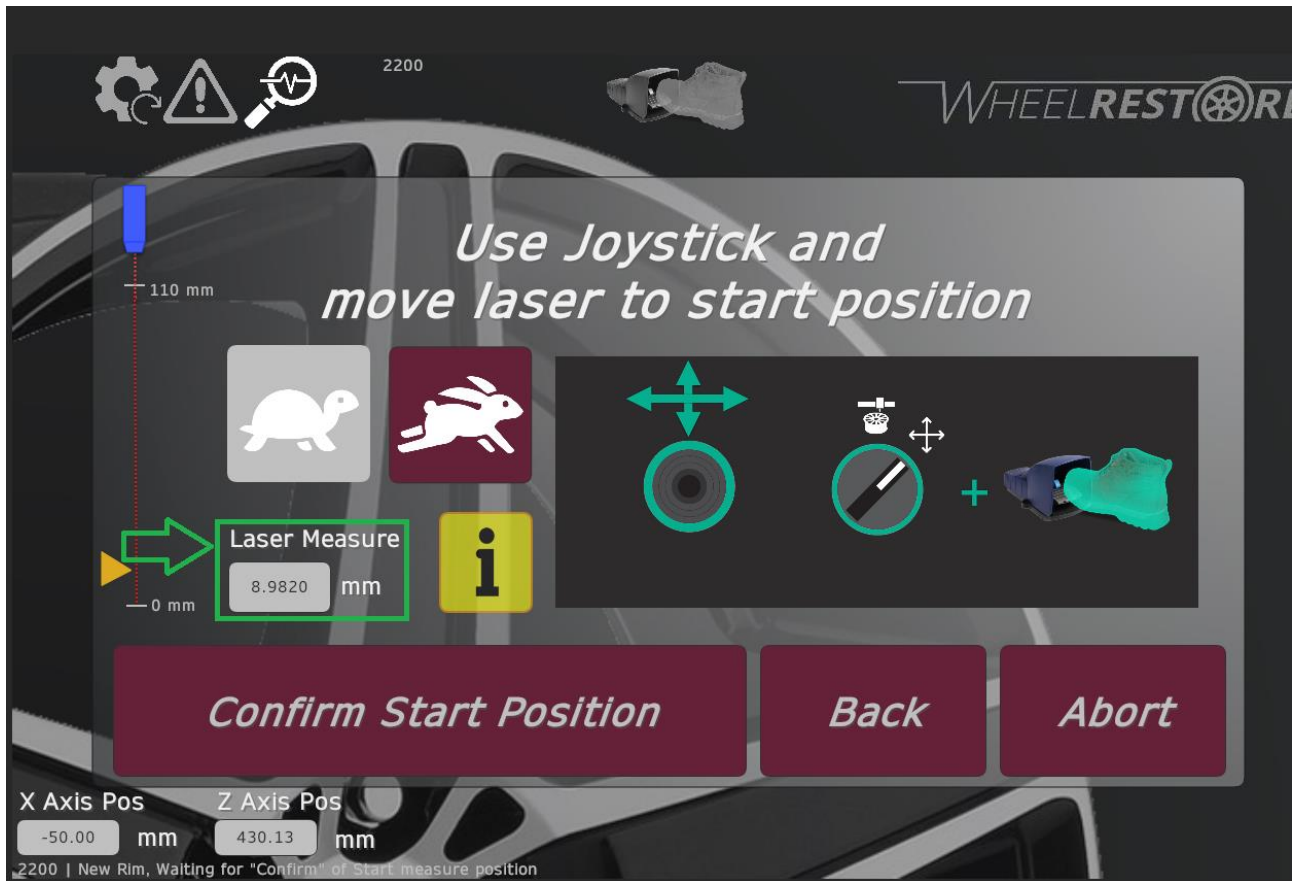 2200
WHEELRESTORE
Use Joystick and
move laser to start position
110 mm
Laser Measure
8.9820 mm
0 mm
Confirm Start Position
Back
Abort
X Axis Pos
Z Axis Pos
-50.00 mm
430.13 mm
2200 | New Rim, Waiting for "Confirm" of Start measure position